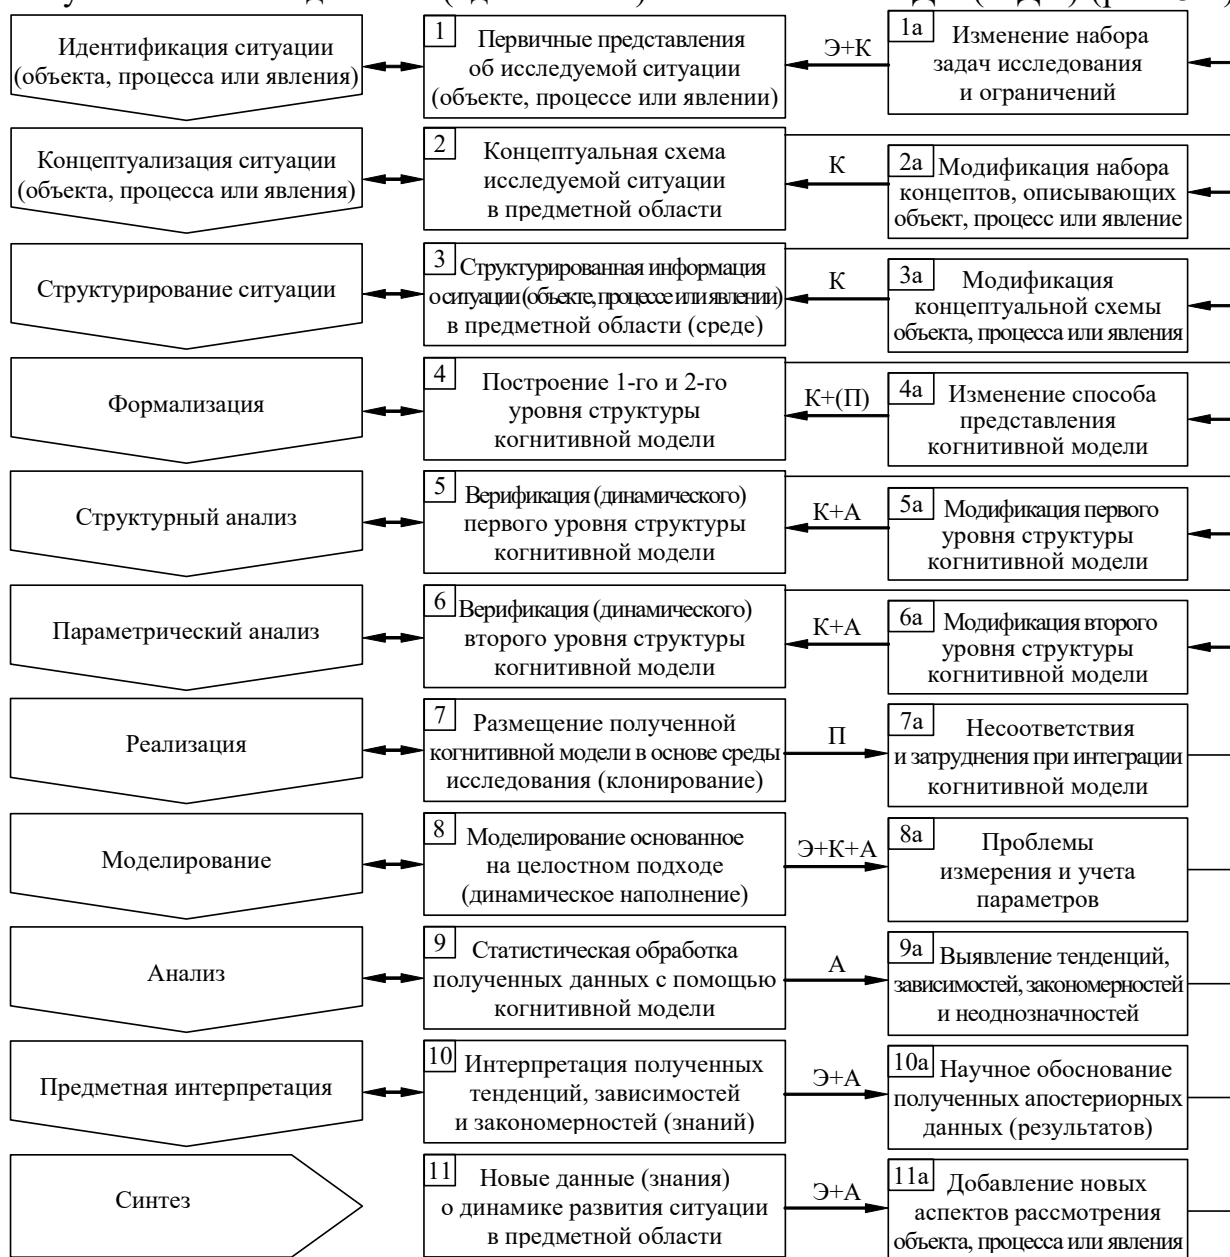 Идентификация ситуации
(объекта, процесса или явления)
1
Первичные представления
об исследуемой ситуации
(объекте, процессе или явлении)
Э+К
1а
Изменение набора
задач исследования
и ограничений
Концептуализация ситуации
(объекта, процесса или явления)
2
Концептуальная схема
исследуемой ситуации
в предметной области
К
2а
Модификация набора
концептов, описывающих
объект, процесс или явление
Структурирование ситуации
3
Структурированная информация
о ситуации (объекте, процессе или явлении)
в предметной области (среде)
К
3а
Модификация
концептуальной схемы
объекта, процесса или явления
Формализация
4
Построение 1-го и 2-го
уровня структуры
когнитивной модели
К+(П)
4а
Изменение способа
представления
когнитивной модели
Структурный анализ
5
Верификация (динамического)
первого уровня структуры
когнитивной модели
К+А
5а
Модификация первого
уровня структуры
когнитивной модели
Параметрический анализ
6
Верификация (динамического)
второго уровня структуры
когнитивной модели
К+А
6а
Модификация второго
уровня структуры
когнитивной модели
Реализация
7
Размещение полученной
когнитивной модели в основе среды
исследования (клонирование)
П
7а
Несоответствия
и затруднения при интеграции
когнитивной модели
Моделирование
8
Моделирование основанное
на целостном подходе
(динамическое наполнение)
Э+К+А
8а
Проблемы
измерения и учета
параметров
Анализ
9
Статистическая обработка
полученных данных с помощью
когнитивной модели
А
9а
Выявление тенденций,
зависимостей, закономерностей
и неоднозначностей
Предметная интерпретация
10
Интерпретация полученных
тенденций, зависимостей
и закономерностей (знаний)
Э+А
10а
Научное обоснование
полученных апостериорных
данных (результатов)
Синтез
11
Новые данные (знания)
о динамике развития ситуации
в предметной области
Э+А
11а
Добавление новых
аспектов рассмотрения
объекта, процесса или явления